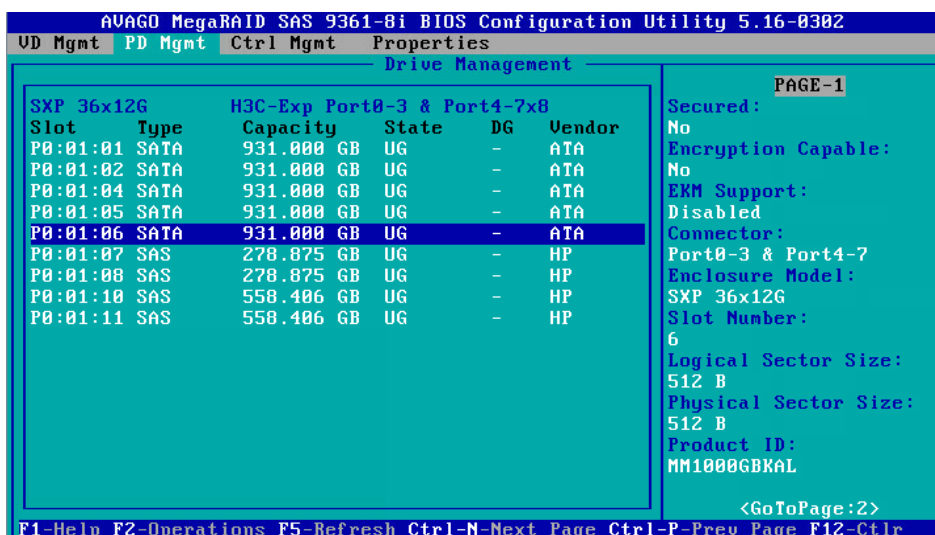 AVAGO MegaRAID SAS 9361-8i BIOS Configuration Utility 5.16-0302
VD Mgmt PD Mgmt Ctrl Mgmt Properties
Drive Management
SXP 36x12G H3C-Exp Port0-3 & Port4-7x8
Slot Type Capacity State DG Vendor
P0:01:01 SATA 931.000 GB UG - ATA
P0:01:02 SATA 931.000 GB UG - ATA
P0:01:04 SATA 931.000 GB UG - ATA
P0:01:05 SATA 931.000 GB UG - ATA
P0:01:06 SATA 931.000 GB UG - ATA
P0:01:07 SAS 278.875 GB UG - HP
P0:01:08 SAS 278.875 GB UG - HP
P0:01:10 SAS 558.406 GB UG - HP
P0:01:11 SAS 558.406 GB UG - HP
PAGE-1
Secured:
No
Encryption Capable:
No
EKM Support:
Disabled
Connector:
Port0-3 & Port4-7
Enclosure Model:
SXP 36x12G
Slot Number:
6
Logical Sector Size:
512 B
Physical Sector Size:
512 B
Product ID:
MM1000GBKAL
<GoToPage:2>
F1-Help F2-Operations F5-Refresh Ctrl-N-Next Page Ctrl-P-Prev Page F12-Ctlr